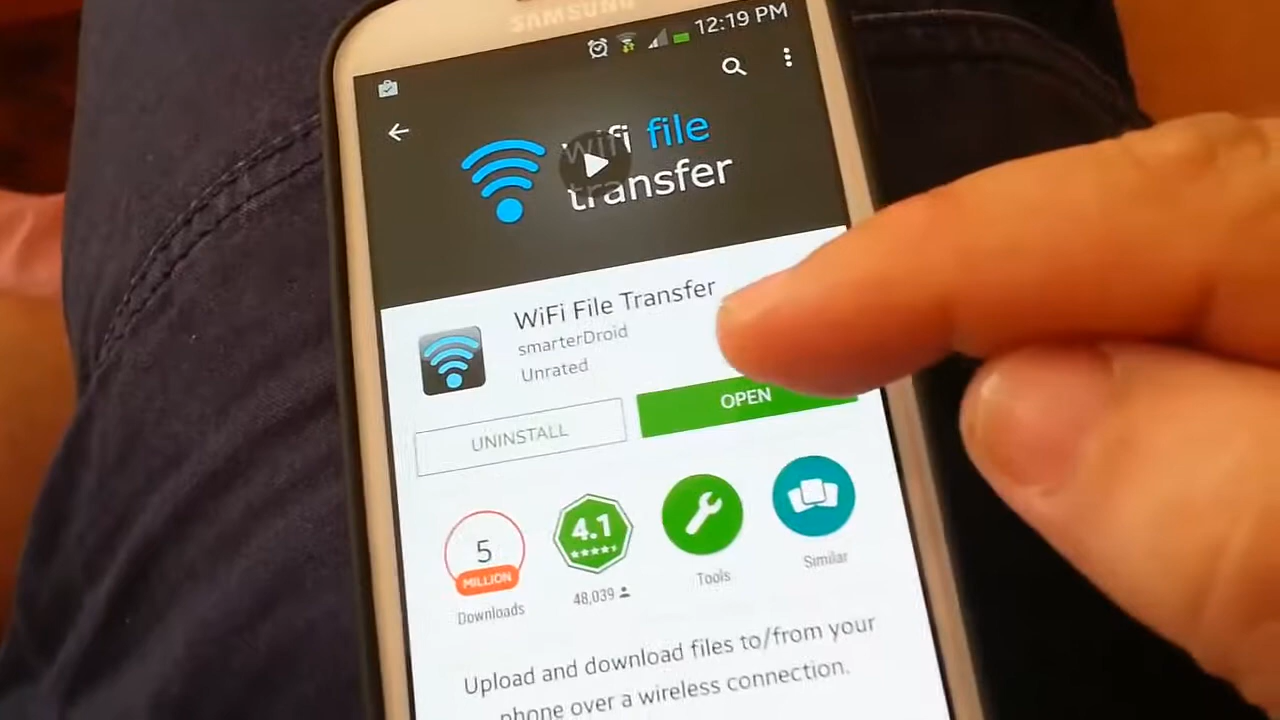 SAMSUNG
12:19 PM
wifi file
transfer
WiFi File Transfer
smarterDroid
Unrated
UNINSTALL
OPEN
5
MILLION
Downloads
4.1
48,039
Tools
Similar
Upload and download files to/from your
phone over a wireless connection.